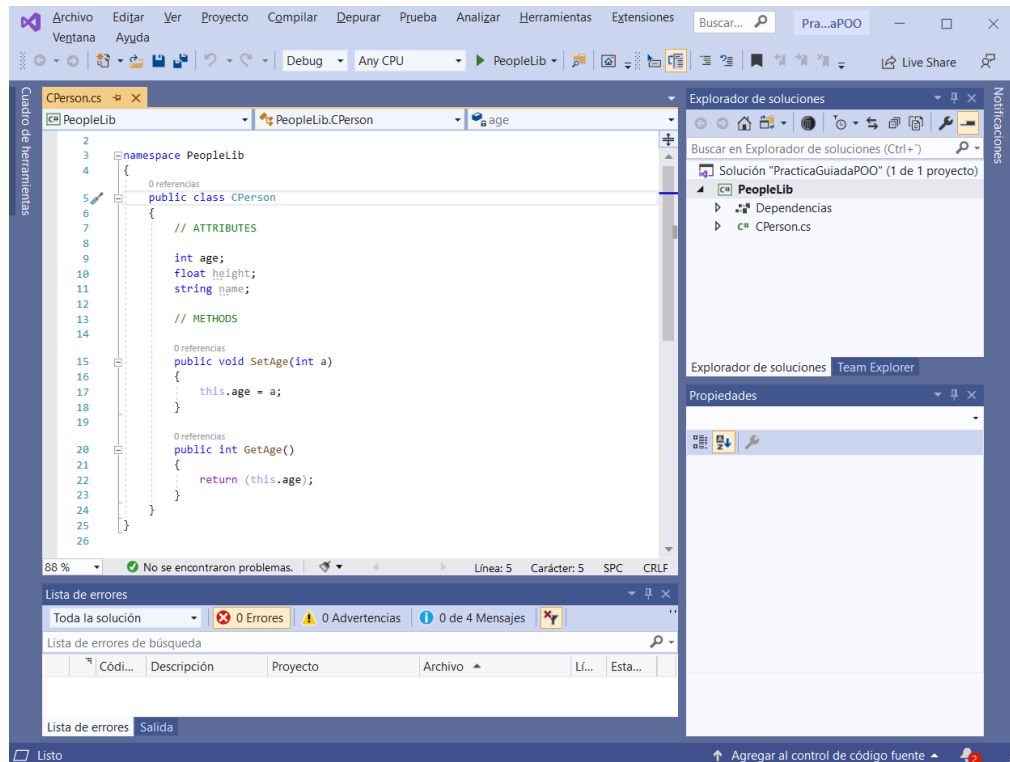 Archivo Editar Ver Proyecto Compilar Depurar Prueba Analizar Herramientas Extensiones
Ventana Ayuda
Buscar...
Pra...aPOO
Debug Any CPU PeopleLib Live Share
Cuadro de herramientas
CPerson.cs
C# PeopleLib PeopleLib.CPerson age
2
3 namespace PeopleLib
4 {
0 referencias
5 public class CPerson
6 {
7 // ATTRIBUTES
8
9 int age;
10 float height;
11 string name;
12
13 // METHODS
14
0 referencias
15 public void SetAge(int a)
16 {
17 this.age = a;
18 }
19
0 referencias
20 public int GetAge()
21 {
22 return (this.age);
23 }
24 }
25 }
26
88 % No se encontraron problemas. Línea: 5 Carácter: 5 SPC CRLF
Lista de errores
Toda la solución 0 Errores 0 Advertencias 0 de 4 Mensajes
Lista de errores de búsqueda
Códi... Descripción Proyecto Archivo Lí... Esta...
Lista de errores Salida
Explorador de soluciones
Buscar en Explorador de soluciones (Ctrl+`)
Solución "PracticaGuiadaPOO" (1 de 1 proyecto)
C# PeopleLib
Dependencias
C# CPerson.cs
Explorador de soluciones Team Explorer
Propiedades
Notificaciones
Listo Agregar al control de código fuente 2